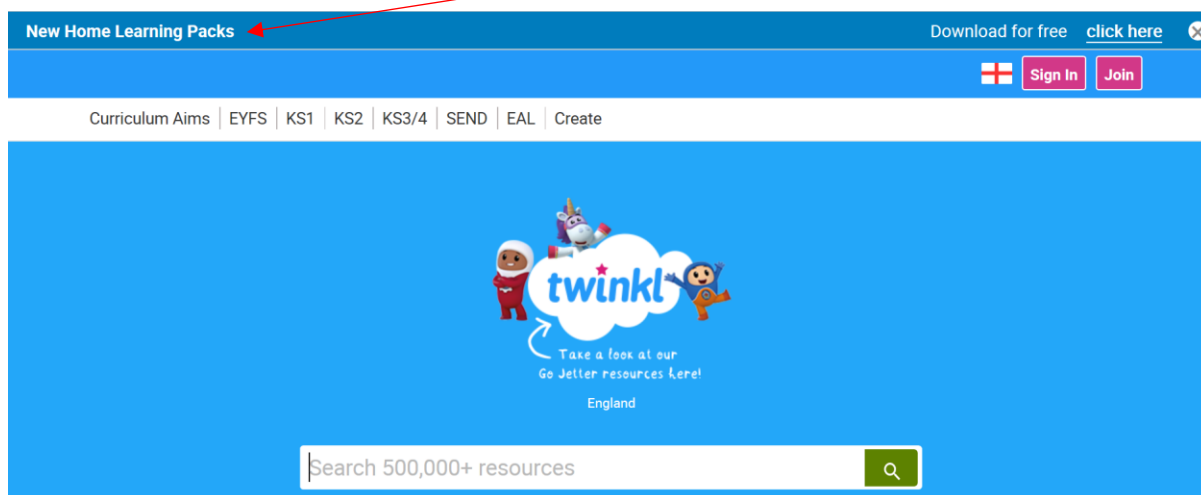 New Home Learning Packs Download for free click here
Sign In Join
Curriculum Aims EYFS KS1 KS2 KS3/4 SEND EAL Create
twinkl
Take a look at our
Go Jetter resources here!
England
Search 500,000+ resources